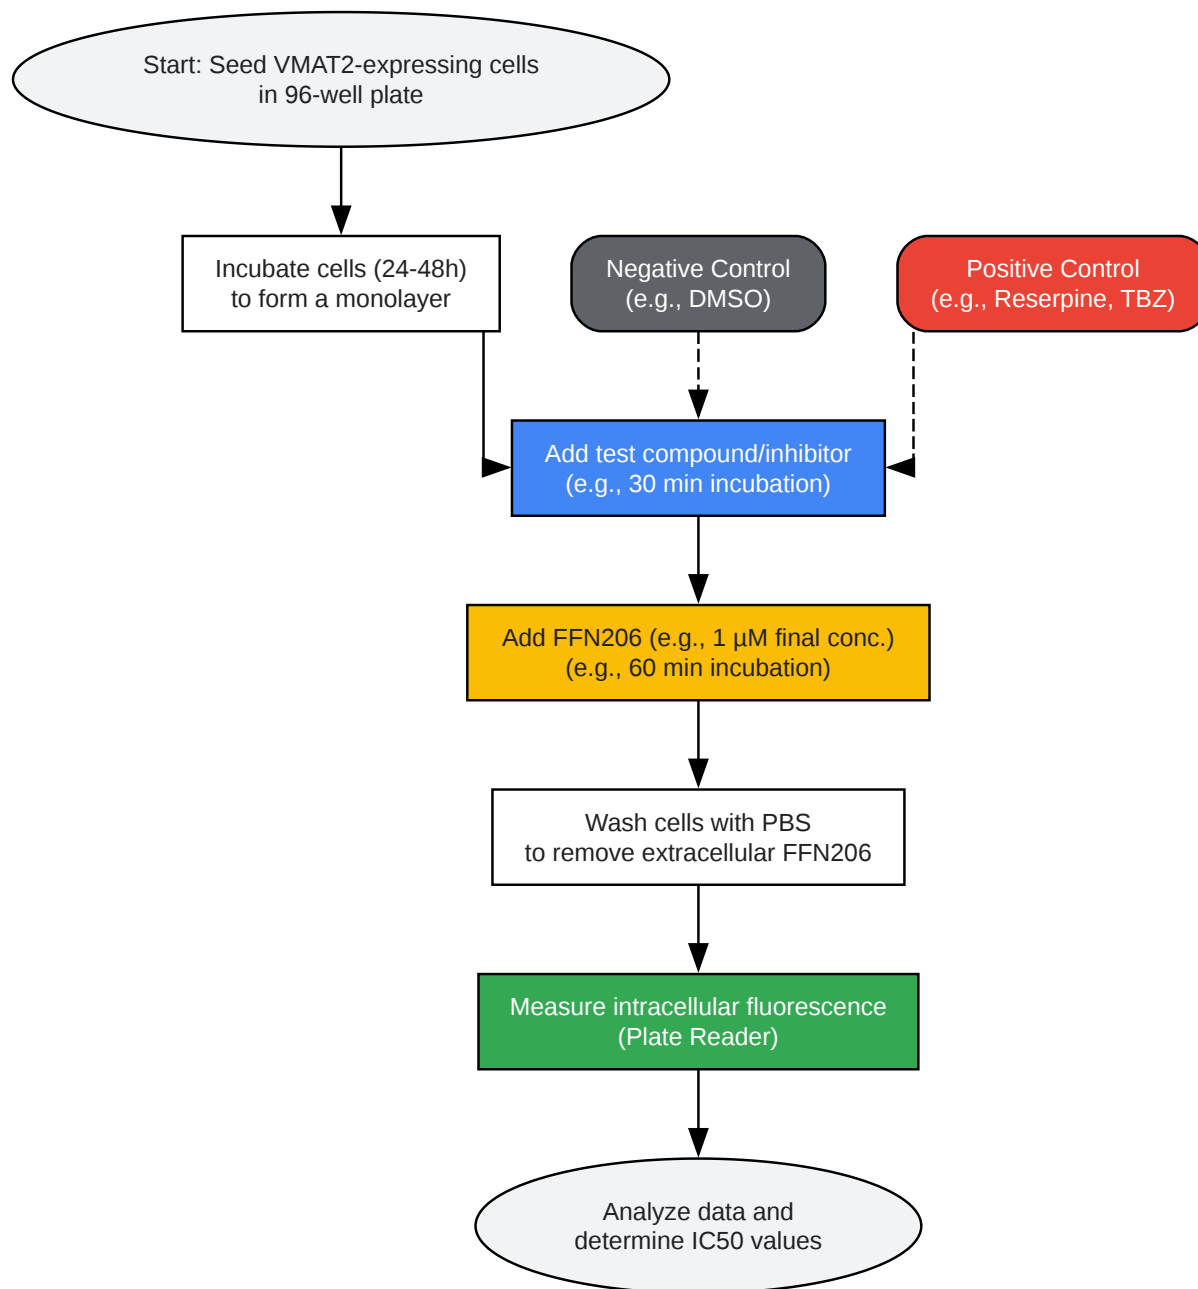 Start: Seed VMAT2-expressing cells
in 96-well plate
Incubate cells (24-48h)
to form a monolayer
Negative Control
(e.g., DMSO)
Positive Control
(e.g., Reserpine, TBZ)
Add test compound/inhibitor
(e.g., 30 min incubation)
Add FFN206 (e.g., 1 µM final conc.)
(e.g., 60 min incubation)
Wash cells with PBS
to remove extracellular FFN206
Measure intracellular fluorescence
(Plate Reader)
Analyze data and
determine IC50 values